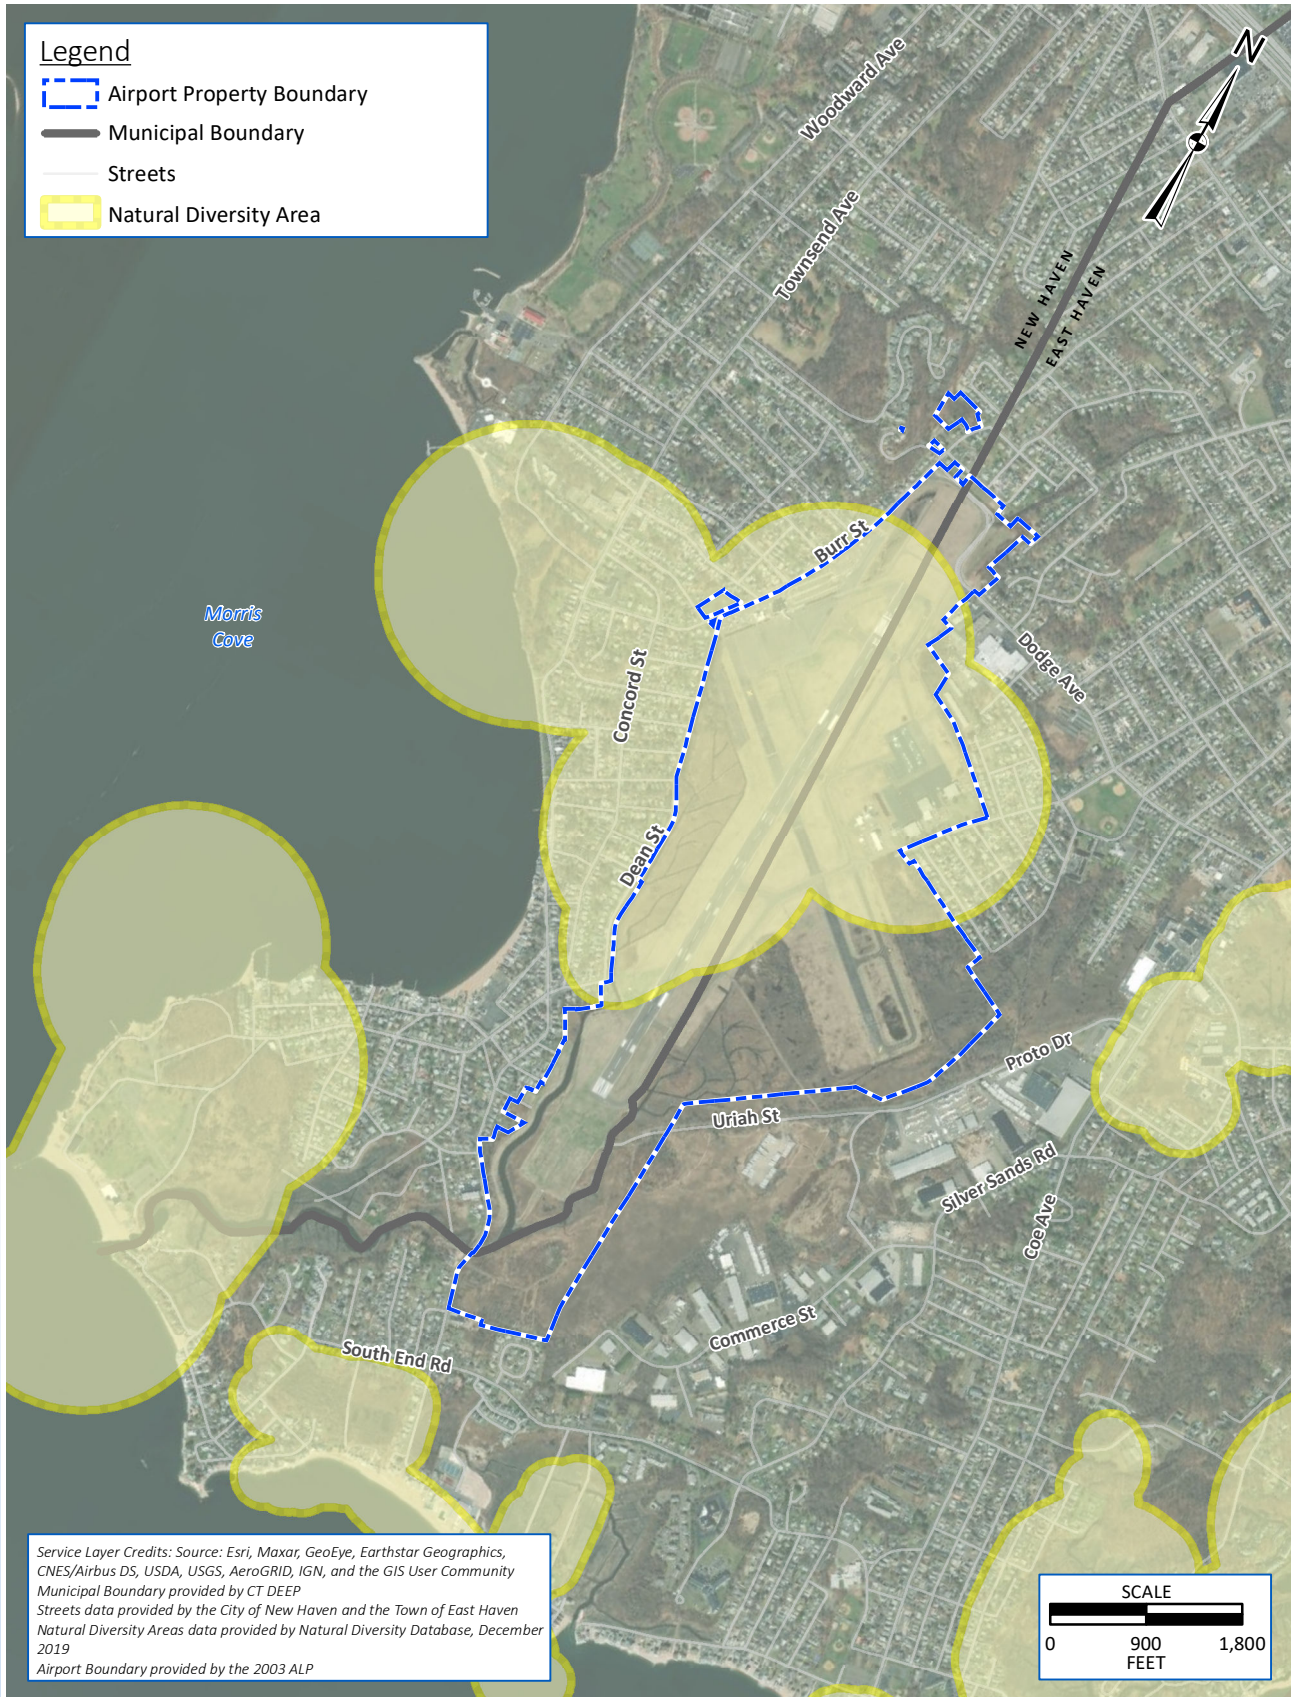 Legend
Airport Property Boundary
Municipal Boundary
Streets
Natural Diversity Area
N
Woodward Ave
Townsend Ave
NEW HAVEN
EAST HAVEN
Burr St
Morris
Cove
Concord St
Dodge Ave
Dean St
Proto Dr
Uriah St
Silver Sands Rd
Coe Ave
Commerce St
South End Rd
Service Layer Credits: Source: Esri, Maxar, GeoEye, Earthstar Geographics,
CNES/Airbus DS, USDA, USGS, AeroGRID, IGN, and the GIS User Community
Municipal Boundary provided by CT DEEP
Streets data provided by the City of New Haven and the Town of East Haven
Natural Diversity Areas data provided by Natural Diversity Database, December
2019
Airport Boundary provided by the 2003 ALP
SCALE
0 900 1,800
FEET